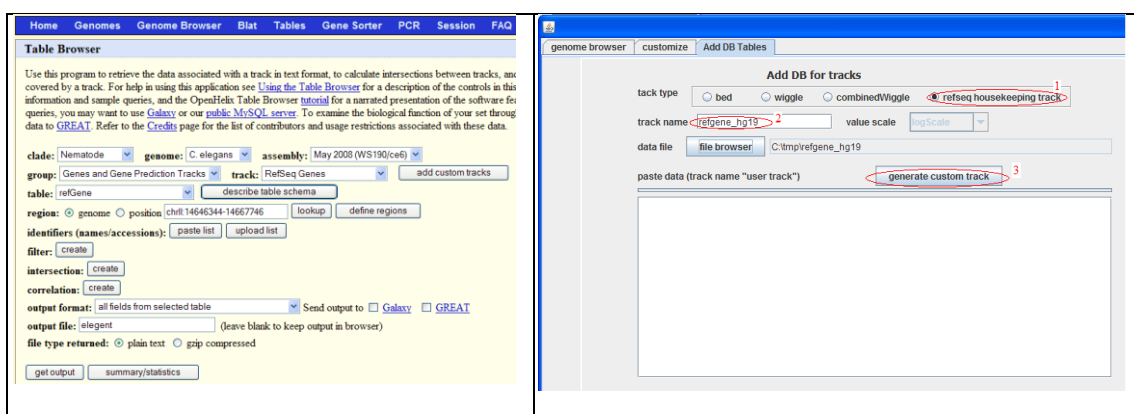 Home Genomes Genome Browser Blat Tables Gene Sorter PCR Session FAQ
Table Browser
Use this program to retrieve the data associated with a track in text format, to calculate intersections between tracks, and
covered by a track. For help in using this application see Using the Table Browser for a description of the controls in this
information and sample queries, and the OpenHelix Table Browser tutorial for a narrated presentation of the software fea
queries, you may want to use Galaxy or our public MySQL server. To examine the biological function of your set throug
data to GREAT. Refer to the Credits page for the list of contributors and usage restrictions associated with these data.
clade: Nematode genome: C. elegans assembly: May 2008 (WS190/ce6)
group: Genes and Gene Prediction Tracks track: RefSeq Genes add custom tracks
table: refGene describe table schema
region: genome position chrII:14646344-14667746 lookup define regions
identifiers (names/accessions): paste list upload list
filter: create
intersection: create
correlation: create
output format: all fields from selected table Send output to Galaxy GREAT
output file: elegent (leave blank to keep output in browser)
file type returned: plain text gzip compressed
get output summary/statistics
genome browser customize Add DB Tables
Add DB for tracks
1
tack type bed wiggle combinedWiggle refseq housekeeping track
track name refgene_hg19 2 value scale logScale
data file file browser C:\tmp\refgene_hg19
paste data (track name "user track") generate custom track 3